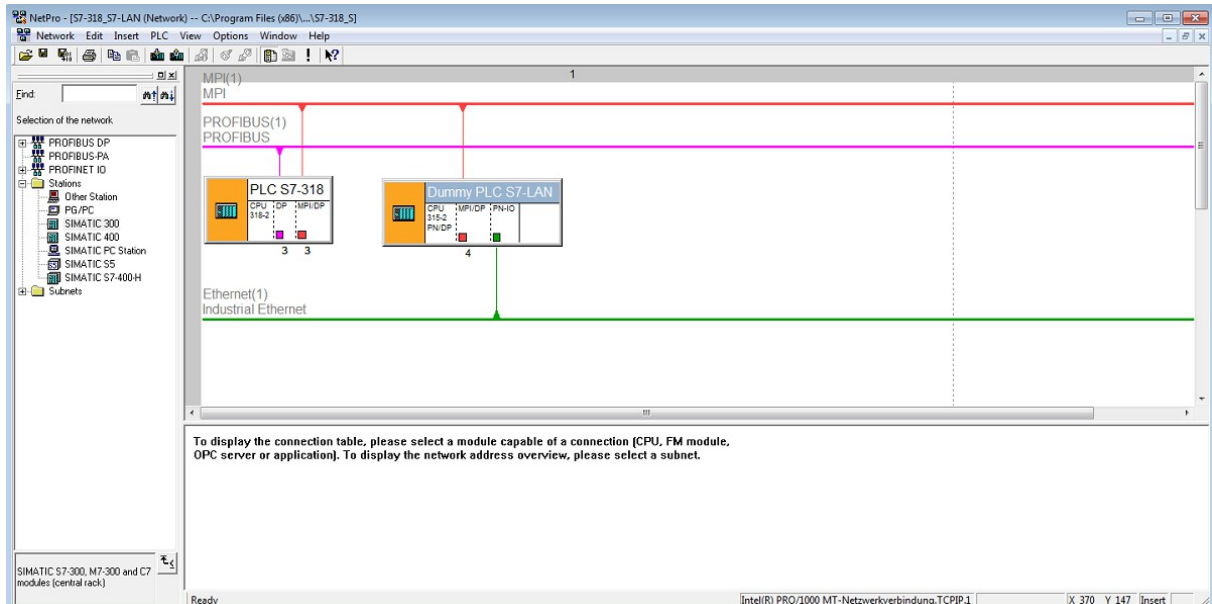 NetPro - [S7-318_S7-LAN (Network) -- C:\Program Files (x86)\...\S7-318_S]
Network Edit Insert PLC View Options Window Help
Find:
Selection of the network
PROFIBUS DP
PROFIBUS-PA
PROFINET IO
Stations
Other Station
PG/PC
SIMATIC 300
SIMATIC 400
SIMATIC PC Station
SIMATIC S5
SIMATIC S7-400-H
Subnets
SIMATIC S7-300, M7-300 and C7
modules (central rack)
1
MPI(1)
MPI
PROFIBUS(1)
PROFIBUS
PLC S7-318
CPU DP MPI/DP
318-2
3 3
Dummy PLC S7-LAN
CPU MPI/DP PN-IO
315-2
PN/DP
4
Ethernet(1)
Industrial Ethernet
To display the connection table, please select a module capable of a connection (CPU, FM module,
OPC server or application). To display the network address overview, please select a subnet.
Ready Intel(R) PRO/1000 MT-Netzwerkverbindung.TCPIP.1 X 370 Y 147 Insert